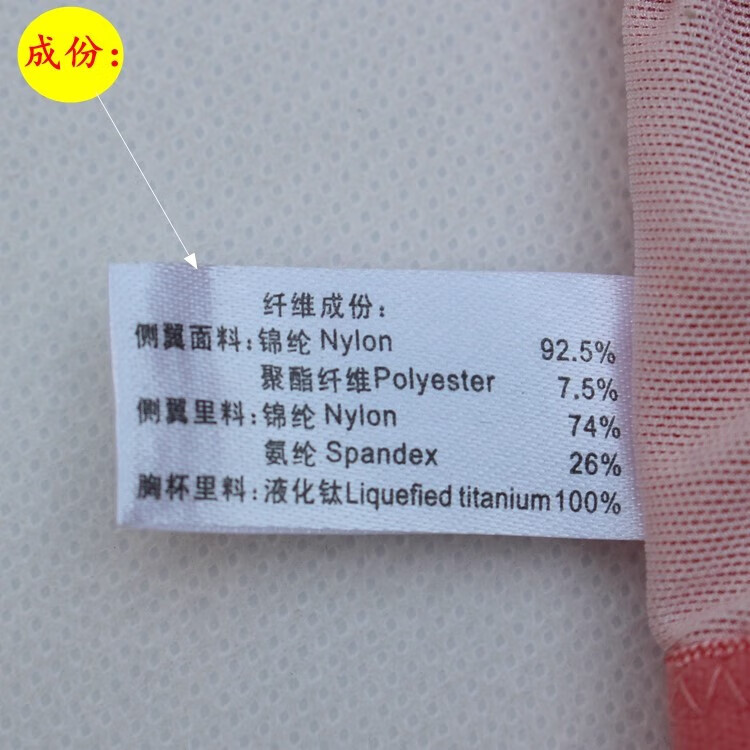 成份：
纤维成份：
侧翼面料：锦纶 Nylon 92.5%
聚酯纤维Polyester 7.5%
侧翼里料：锦纶 Nylon 74%
氨纶 Spandex 26%
胸杯里料：液化钛Liquefied titanium 100%